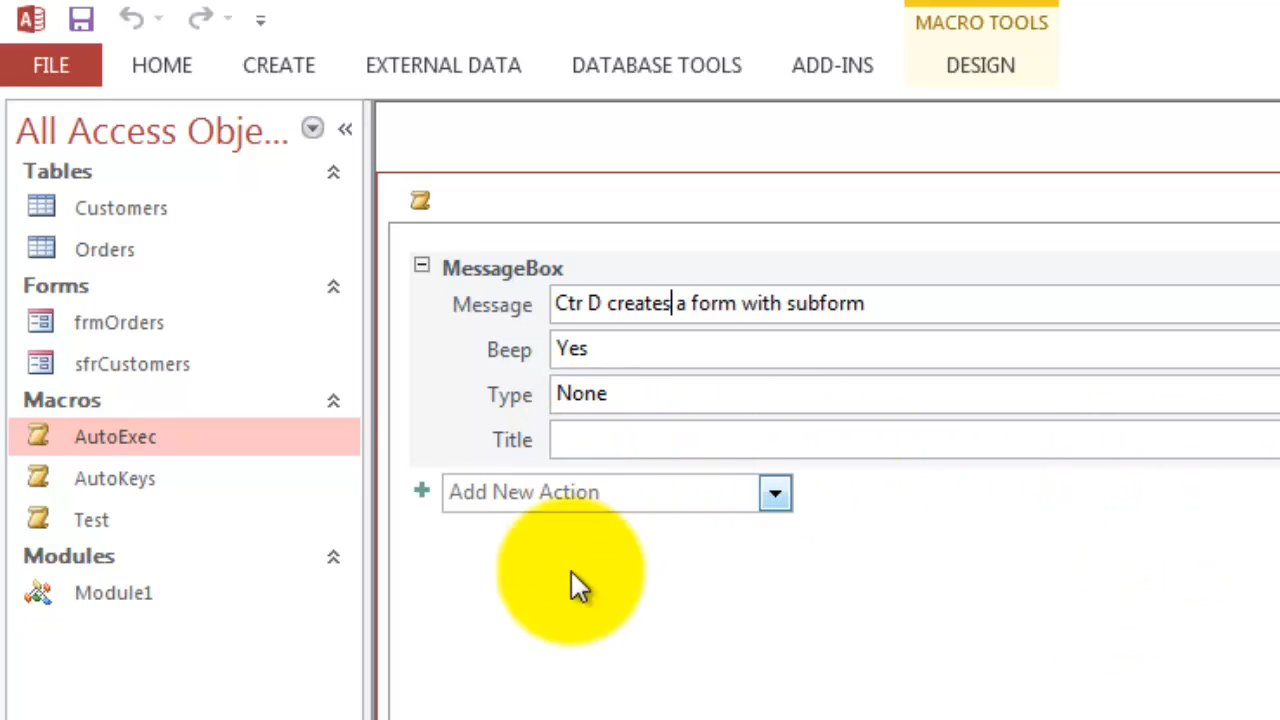 MACRO TOOLS
FILE HOME CREATE EXTERNAL DATA DATABASE TOOLS ADD-INS DESIGN
All Access Obje...
Tables
Customers
Orders
Forms
frmOrders
sfrCustomers
Macros
AutoExec
AutoKeys
Test
Modules
Module1
MessageBox
Message Ctr D creates a form with subform
Beep Yes
Type None
Title
Add New Action